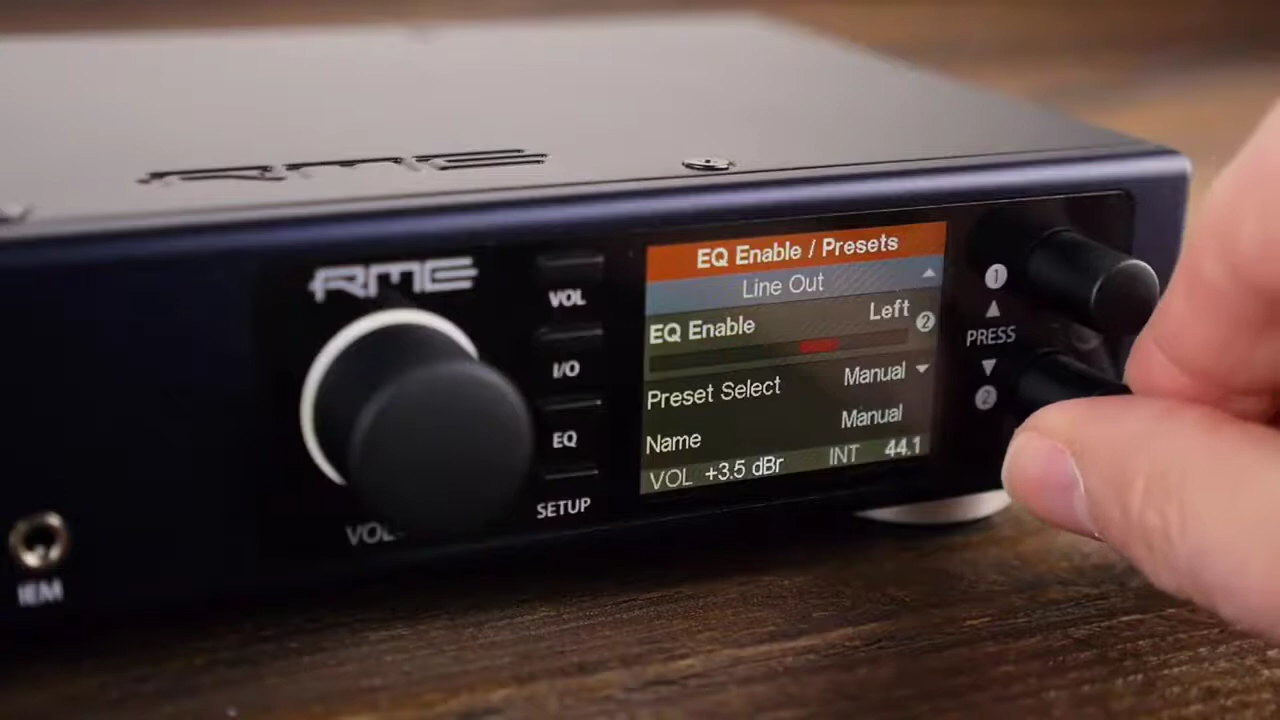 RME
RME
VOL
I/O
EQ
SETUP
VOL
IEM
EQ Enable / Presets
Line Out
EQ Enable Left 2
Preset Select Manual
Name Manual
VOL +3.5 dBr INT 44.1
1
PRESS
2